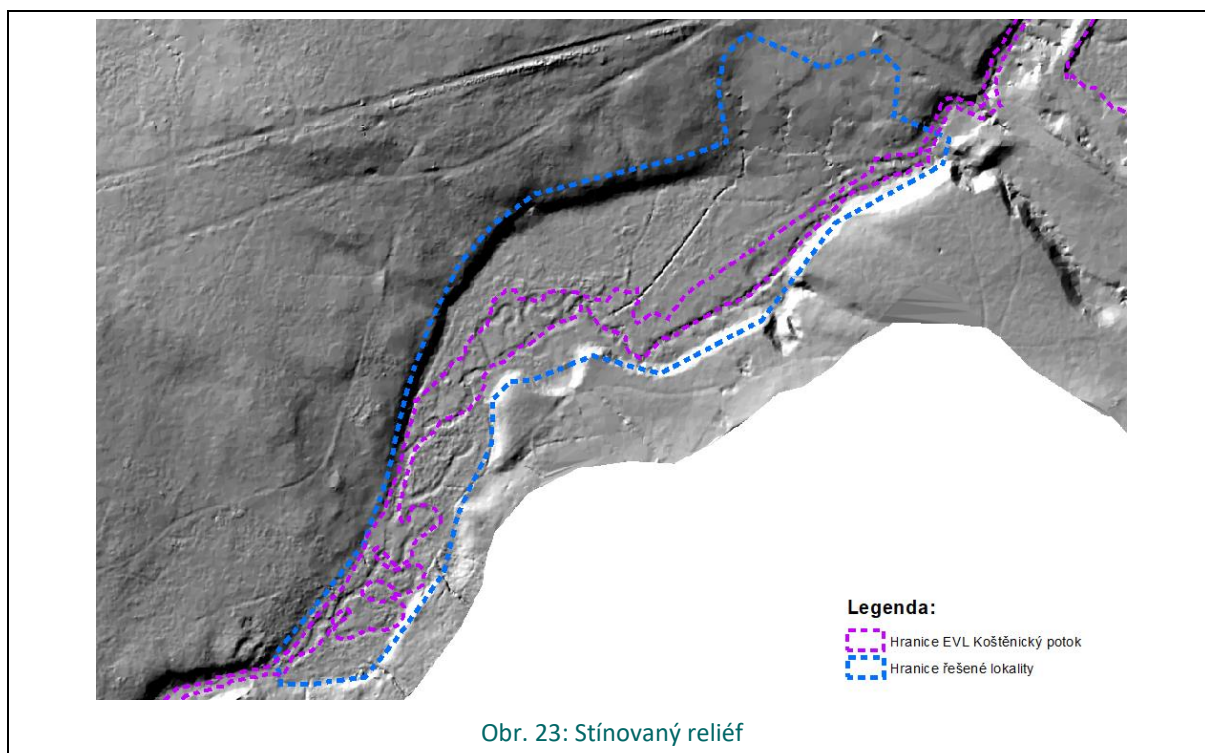 Legenda:
Hranice EVL Koštěnický potok
Hranice řešené lokality
Obr. 23: Stínovaný reliéf